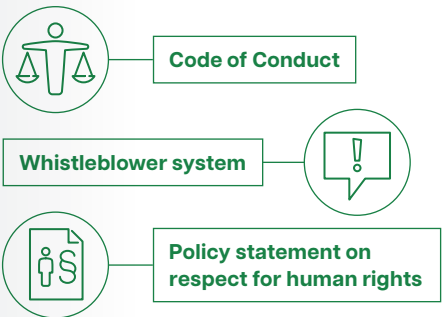 Code of Conduct
Whistleblower system
Policy statement on
respect for human rights